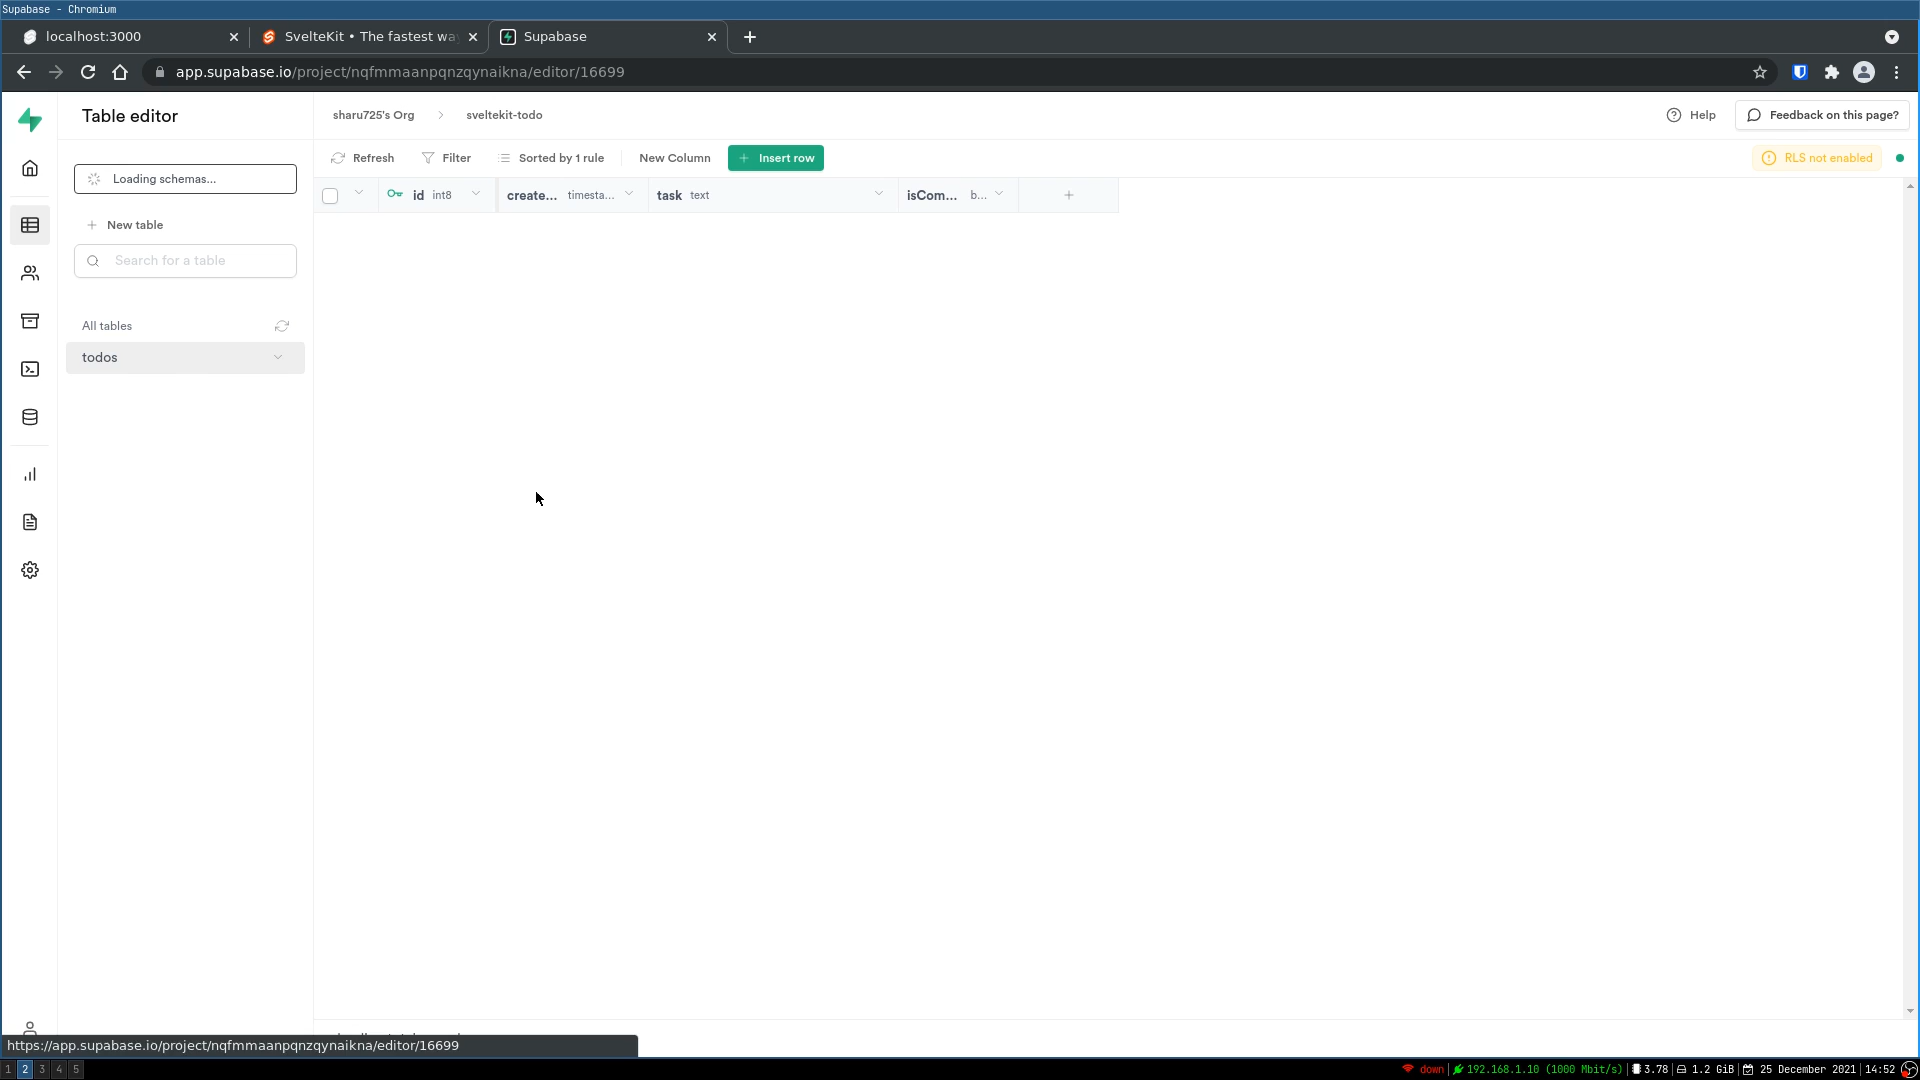 Supabase - Chromium
localhost:3000
SvelteKit • The fastest wa
Supabase
app.supabase.io/project/nqfmmaanpqnzqynaikna/editor/16699
Table editor
sharu725's Org
sveltekit-todo
Help
Feedback on this page?
Loading schemas...
Refresh
Filter
Sorted by 1 rule
New Column
Insert row
RLS not enabled
id int8
create... timesta...
task text
isCom... b...
New table
Search for a table
All tables
todos
https://app.supabase.io/project/nqfmmaanpqnzqynaikna/editor/16699
1 2 3 4 5
down
192.168.1.10 (1000 Mbit/s)
3.78
1.2 GiB
25 December 2021
14:52